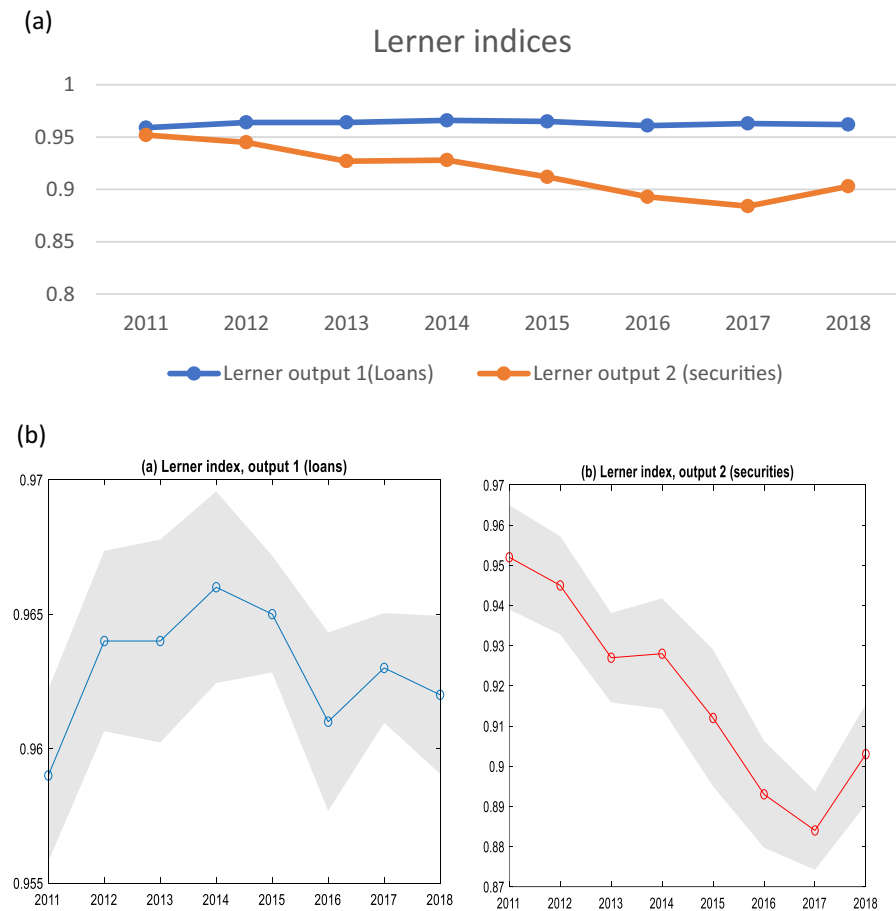 (a)
Lerner indices
1
0.95
0.9
0.85
0.8
2011 2012 2013 2014 2015 2016 2017 2018
Lerner output 1(Loans) Lerner output 2 (securities)
(b)
(a) Lerner index, output 1 (loans)
0.97
0.965
0.96
0.955
2011 2012 2013 2014 2015 2016 2017 2018
(b) Lerner index, output 2 (securities)
0.97
0.96
0.95
0.94
0.93
0.92
0.91
0.9
0.89
0.88
0.87
2011 2012 2013 2014 2015 2016 2017 2018